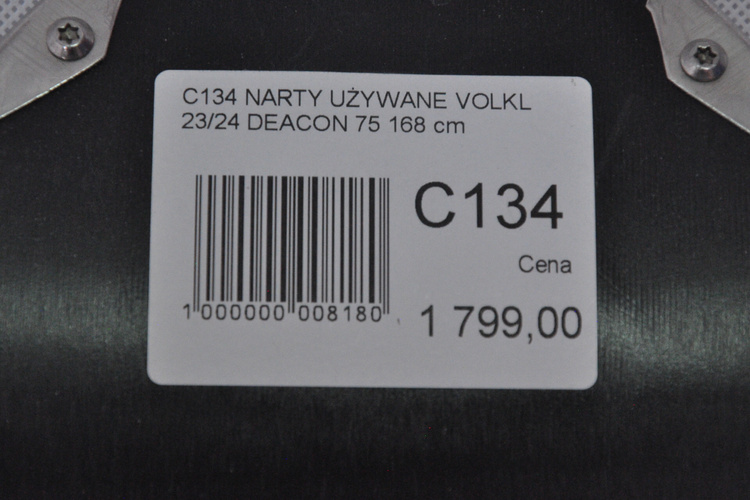 C134 NARTY UŻYWANE VOLKL
23/24 DEACON 75 168 cm
C134
Cena
1 000000 008180
1 799,00